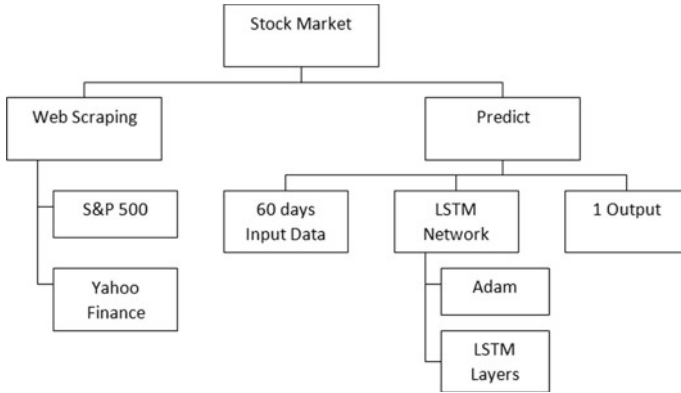 Stock Market
Web Scraping
Predict
S&P 500
Yahoo
Finance
60 days
Input Data
LSTM
Network
1 Output
Adam
LSTM
Layers